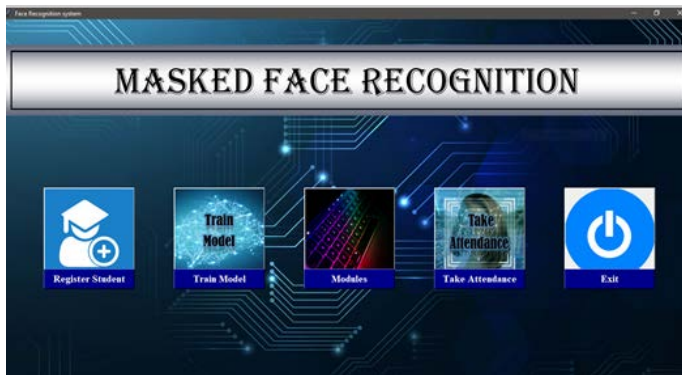 Face Recognition system
MASKED FACE RECOGNITION
Train
Model
Take
Attendance
Register Student
Train Model
Modules
Take Attendance
Exit